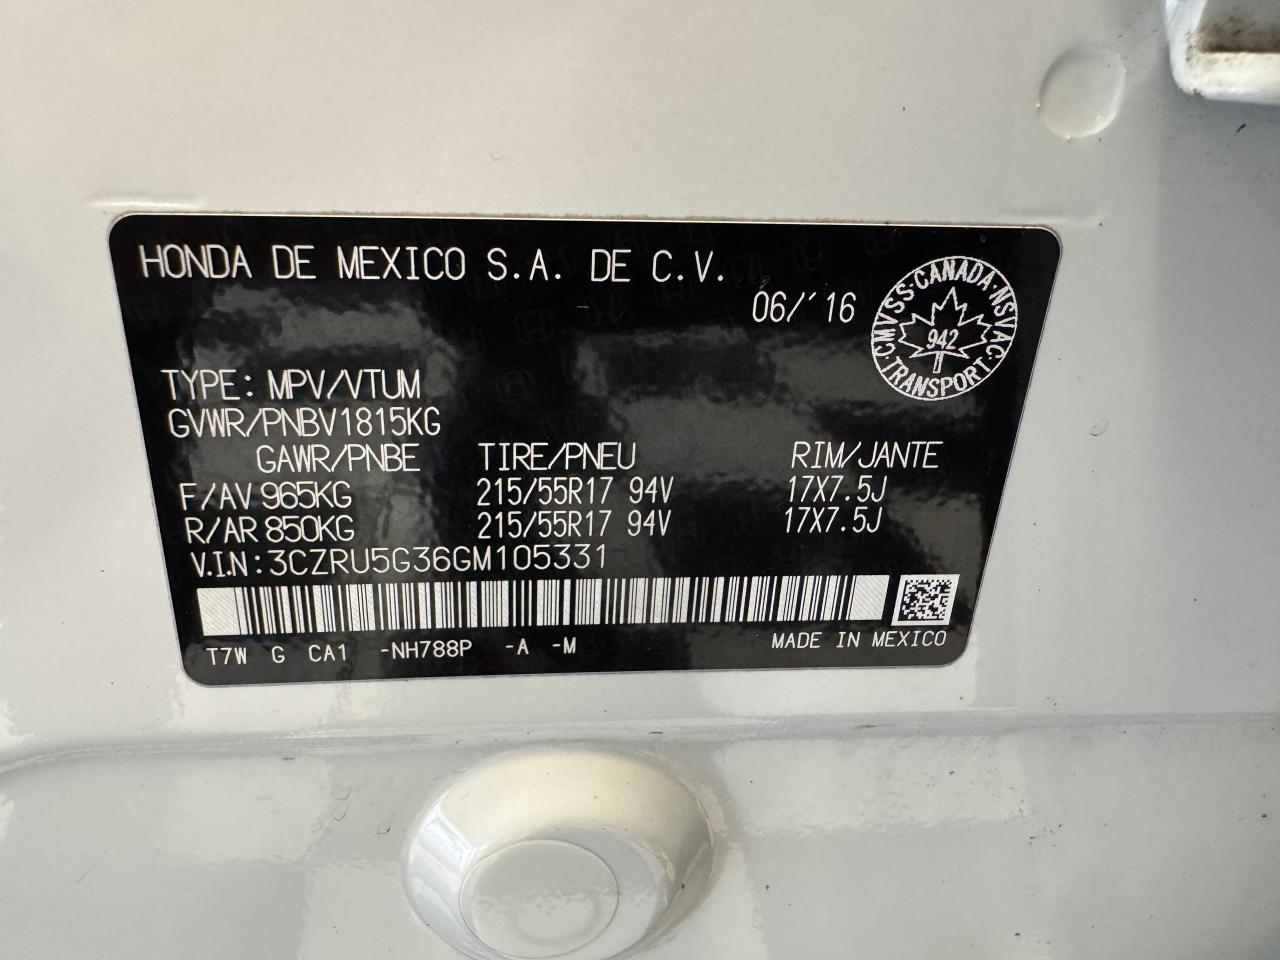 HONDA DE MEXICO S.A. DE C.V.
06/'16
CMVSS·CANADA·NSVAC·TRANSPORT
942
TYPE: MPV/VTUM
GVWR/PNBV1815KG
GAWR/PNBE TIRE/PNEU RIM/JANTE
F/AV 965KG 215/55R17 94V 17X7.5J
R/AR 850KG 215/55R17 94V 17X7.5J
V.I.N:3CZRU5G36GM105331
T7W G CA1 -NH788P -A -M MADE IN MEXICO